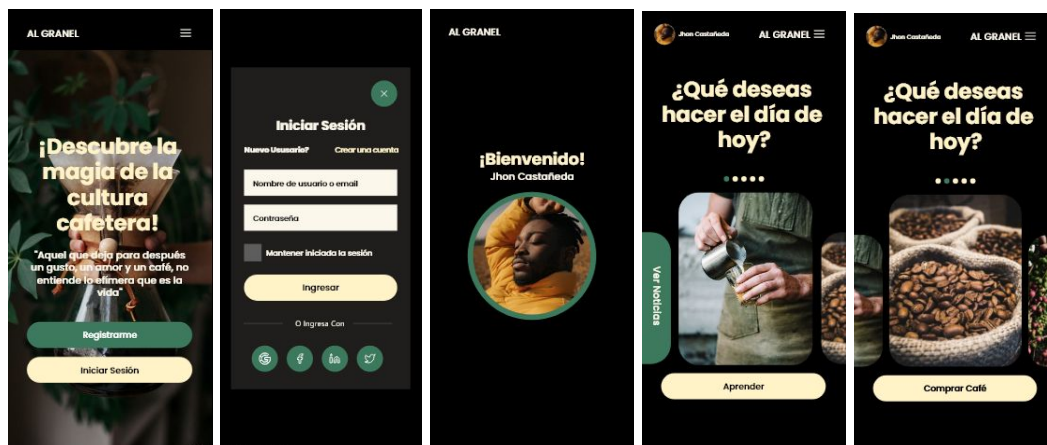 AL GRANEL
¡Descubre la
magia de la
cultura
cafetera!
"Aquel que deja para después
un gusto, un amor y un café, no
entiende lo efímera que es la
vida"
Registrarme
Iniciar Sesión
Iniciar Sesión
Nuevo Ususario?
Crear una cuenta
Nombre de usuario o email
Contraseña
Mantener iniciada la sesión
Ingresar
O Ingresa Con
G
f
in
AL GRANEL
¡Bienvenido!
Jhon Castañeda
Jhon Castañeda
AL GRANEL
¿Qué deseas
hacer el día de
hoy?
Ver Noticias
Aprender
Jhon Castañeda
AL GRANEL
¿Qué deseas
hacer el día de
hoy?
Comprar Café